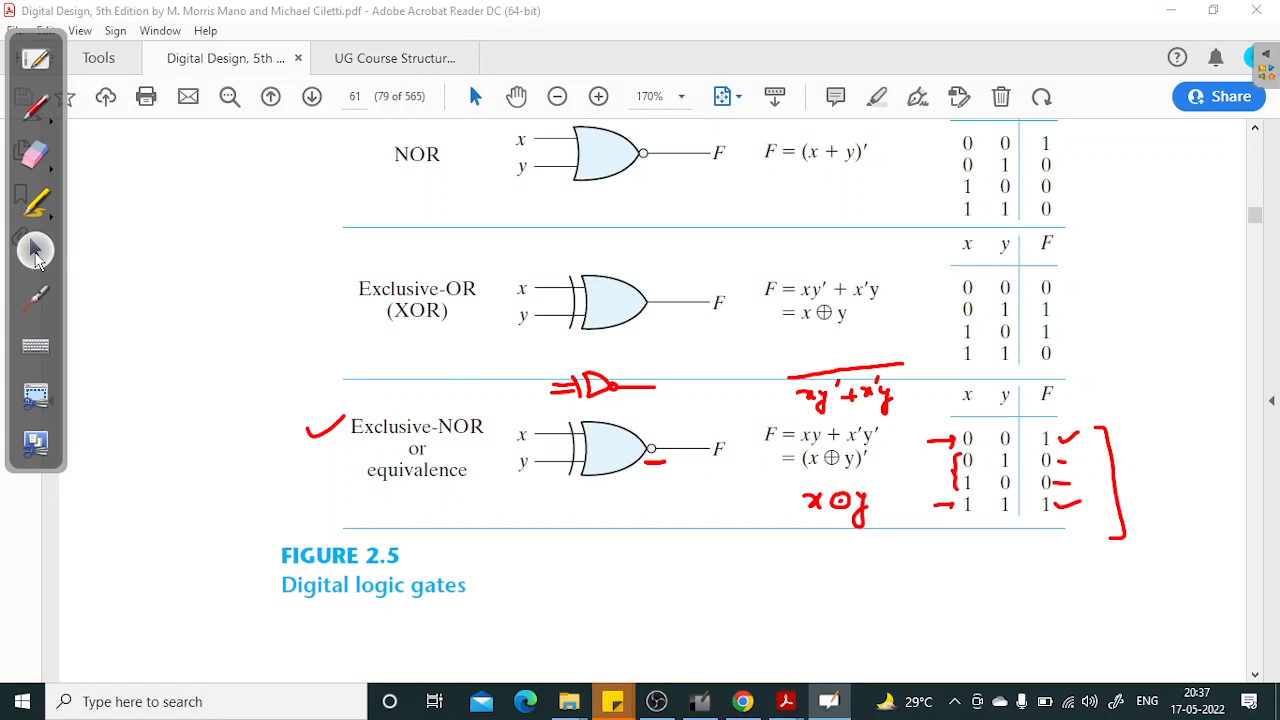 Digital Design, 5th Edition by M. Morris Mano and Michael Ciletti.pdf - Adobe Acrobat Reader DC (64-bit)
Edit View Sign Window Help
Tools Digital Design, 5th ... × UG Course Structur...
61 (79 of 565) 170% Share
NOR x y F F = (x + y)′
0 0 1
0 1 0
1 0 0
1 1 0
x y F
Exclusive-OR (XOR) x y F F = xy′ + x′y = x ⊕ y
0 0 0
0 1 1
1 0 1
1 1 0
xy′ + x′y
x y F
Exclusive-NOR or equivalence x y F F = xy + x′y′ = (x ⊕ y)′
x ⊙ y
0 0 1
0 1 0
1 0 0
1 1 1
FIGURE 2.5
Digital logic gates
Type here to search 29°C ENG 20:37
17-05-2022